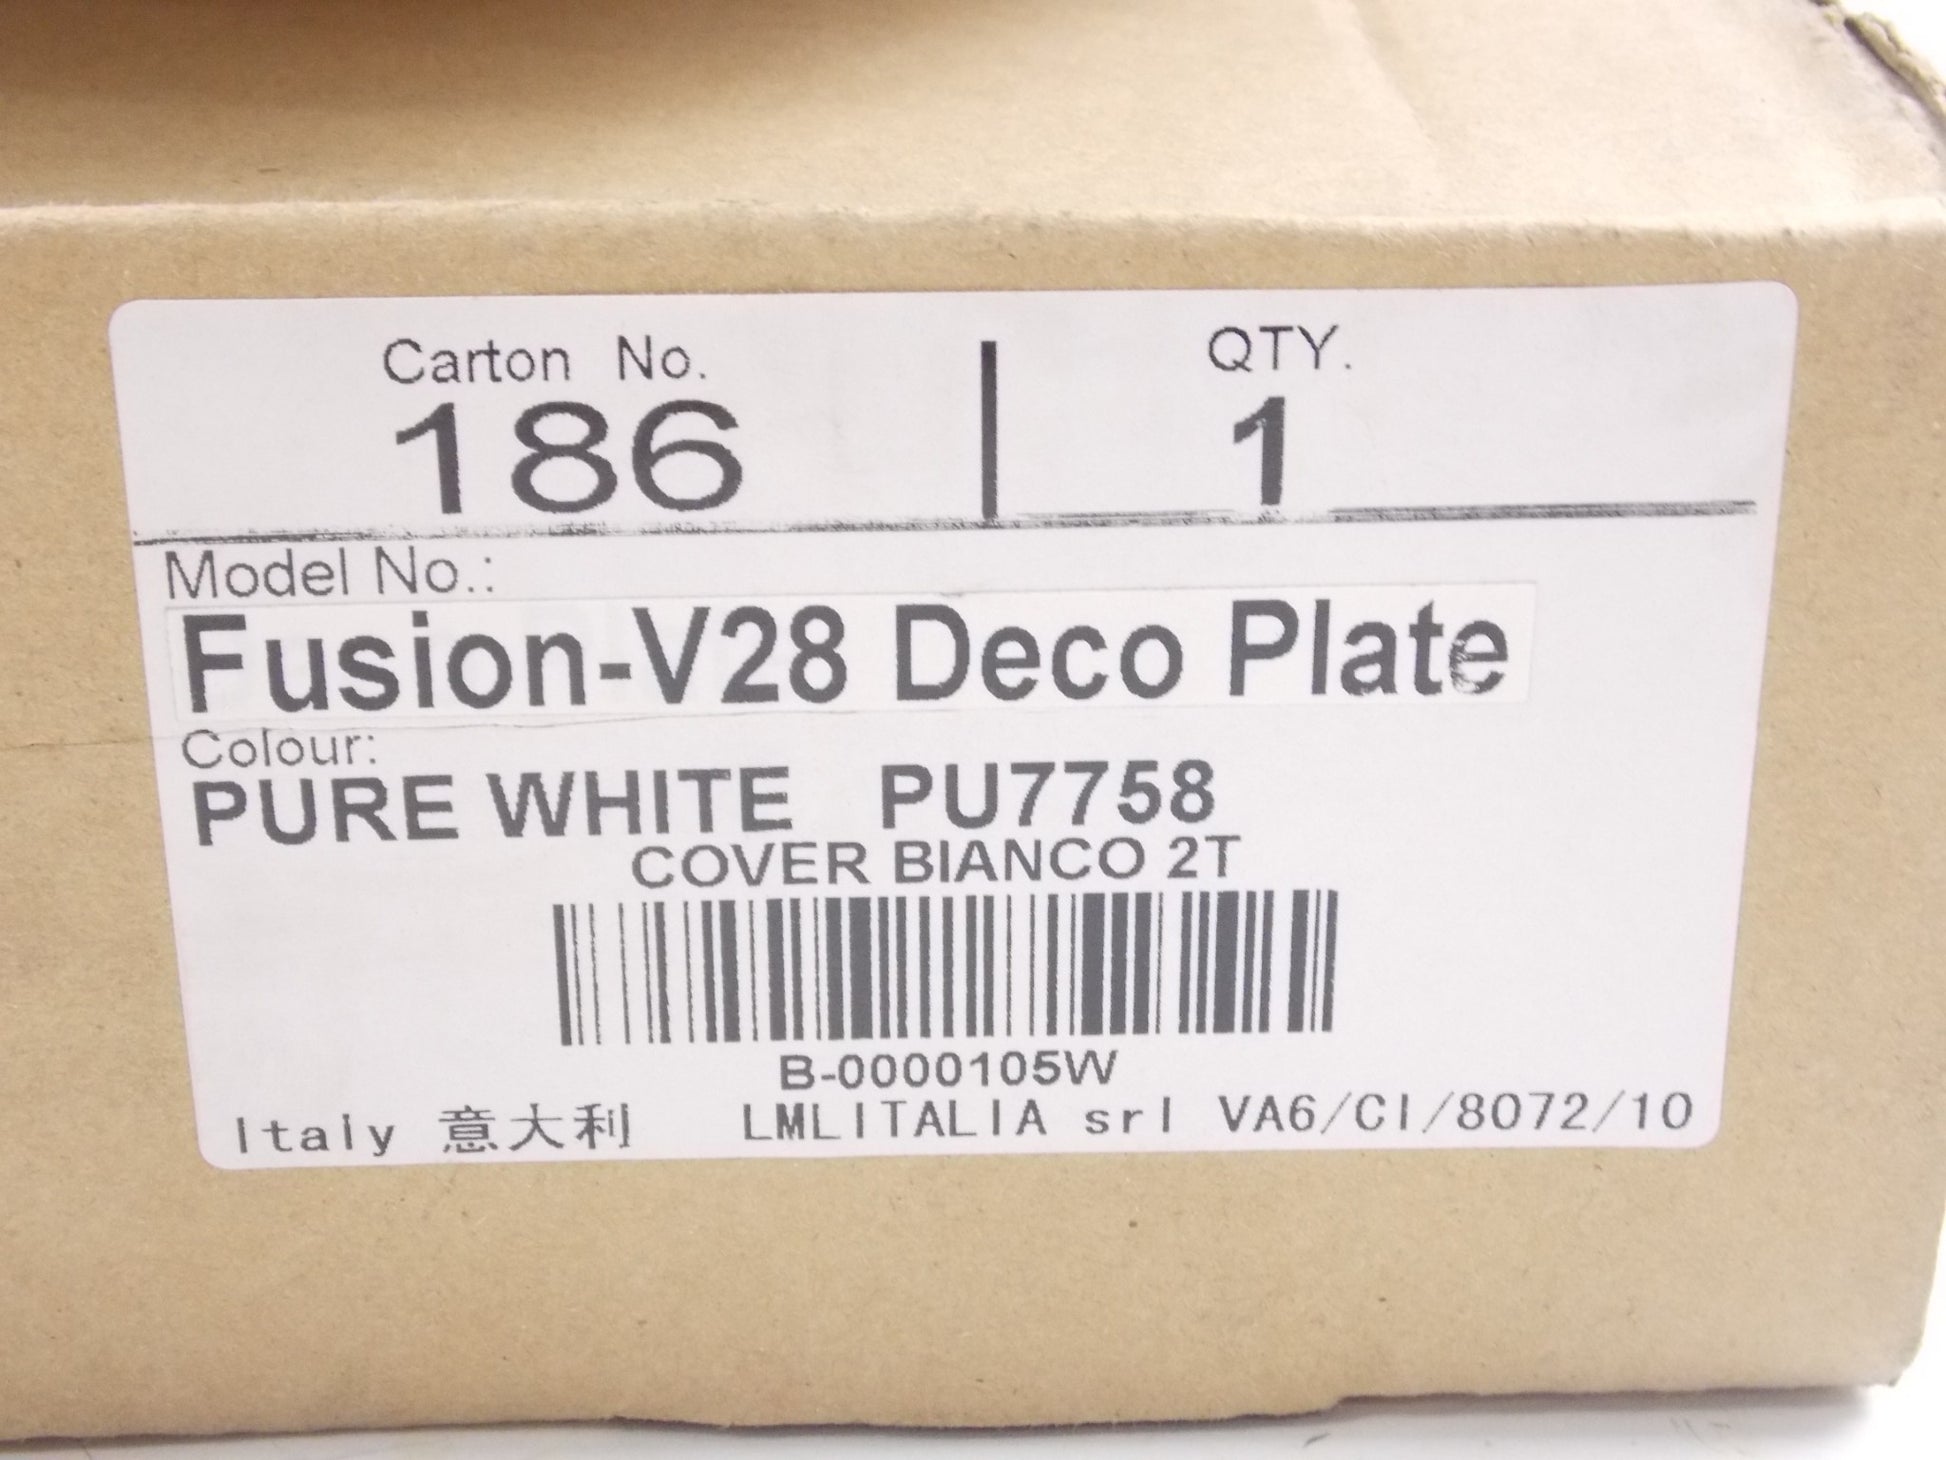 Carton No. QTY.
186 1
Model No.:
Fusion-V28 Deco Plate
Colour:
PURE WHITE PU7758
COVER BIANCO 2T
B-0000105W
Italy 意大利 LMLITALIA srl VA6/CI/8072/10